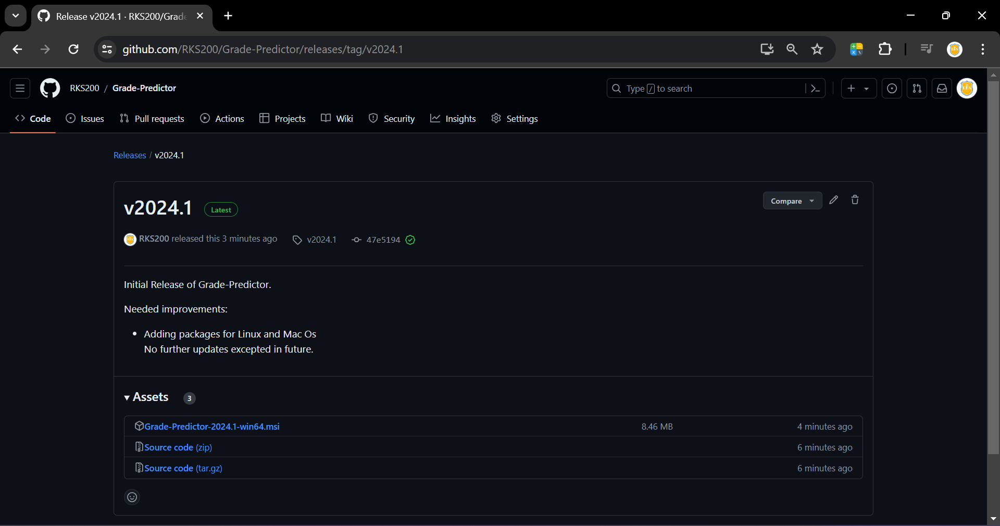 Release v2024.1 · RKS200/Grade
github.com/RKS200/Grade-Predictor/releases/tag/v2024.1
RKS200 / Grade-Predictor
Type / to search
Code Issues Pull requests Actions Projects Wiki Security Insights Settings
Releases / v2024.1
v2024.1 Latest
Compare
RKS200 released this 3 minutes ago v2024.1 47e5194
Initial Release of Grade-Predictor.
Needed improvements:
• Adding packages for Linux and Mac Os
No further updates excepted in future.
Assets 3
Grade-Predictor-2024.1-win64.msi 8.46 MB 4 minutes ago
Source code (zip) 6 minutes ago
Source code (tar.gz) 6 minutes ago